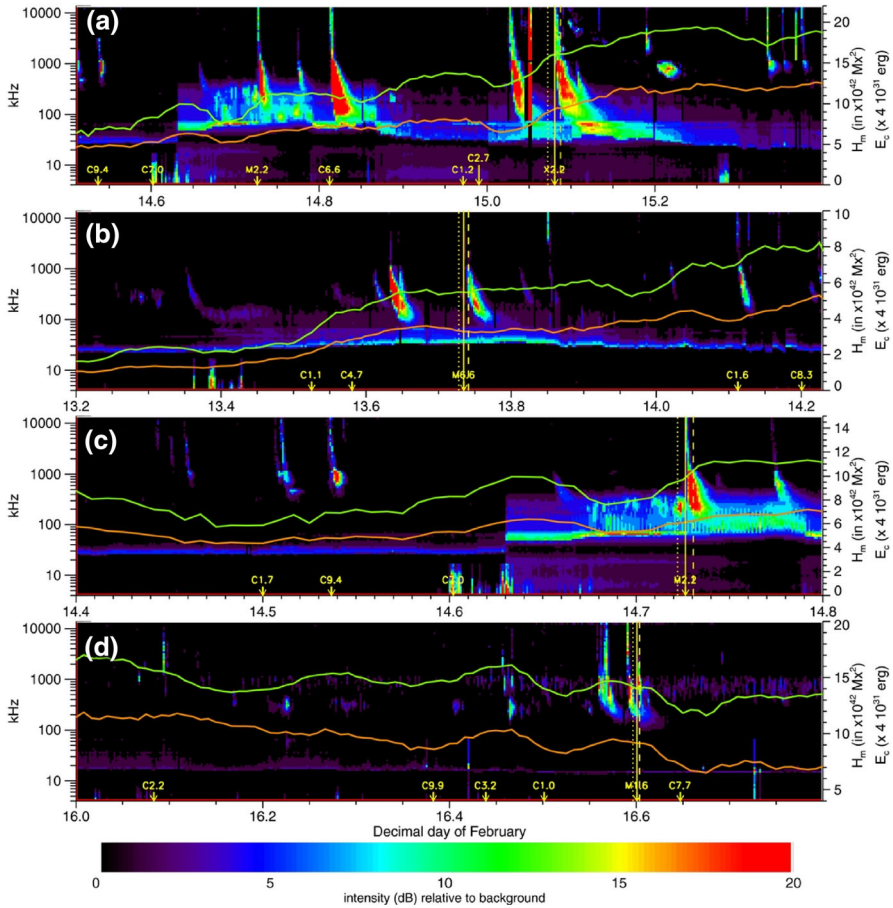 (a)
10000
1000
100
10
kHz
20
15
10
5
0
H_m (in x10^42 Mx^2)
E_c (x 4 10^31 erg)
C9.4 C7.0 M2.2 C6.6 C1.2 C2.7 X2.2
14.6 14.8 15.0 15.2
(b)
10000
1000
100
10
kHz
10
8
6
4
2
0
H_m (in x10^42 Mx^2)
E_c (x 4 10^31 erg)
C1.1 C4.7 M6.6 C1.6 C8.3
13.2 13.4 13.6 13.8 14.0 14.2
(c)
10000
1000
100
10
kHz
14
12
10
8
6
4
2
0
H_m (in x10^42 Mx^2)
E_c (x 4 10^31 erg)
C1.7 C9.4 C7.0 M2.2
14.4 14.5 14.6 14.7 14.8
(d)
10000
1000
100
10
kHz
20
15
10
5
H_m (in x10^42 Mx^2)
E_c (x 4 10^31 erg)
C2.2 C9.9 C3.2 C1.0 M1.6 C7.7
16.0 16.2 16.4 16.6
Decimal day of February
0 5 10 15 20
intensity (dB) relative to background